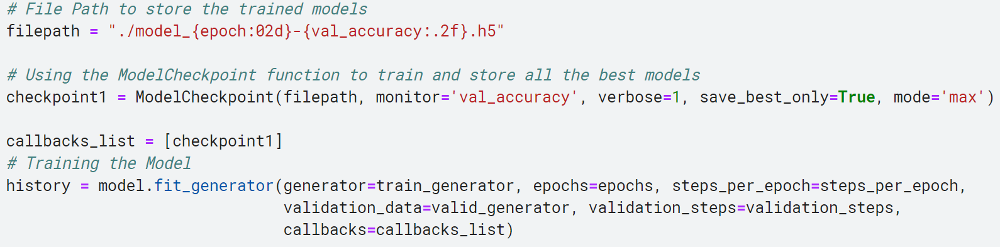 # File Path to store the trained models
filepath = "./model_{epoch:02d}-{val_accuracy:.2f}.h5"
# Using the ModelCheckpoint function to train and store all the best models
checkpoint1 = ModelCheckpoint(filepath, monitor='val_accuracy', verbose=1, save_best_only=True, mode='max')
callbacks_list = [checkpoint1]
# Training the Model
history = model.fit_generator(generator=train_generator, epochs=epochs, steps_per_epoch=steps_per_epoch,
validation_data=valid_generator, validation_steps=validation_steps,
callbacks=callbacks_list)